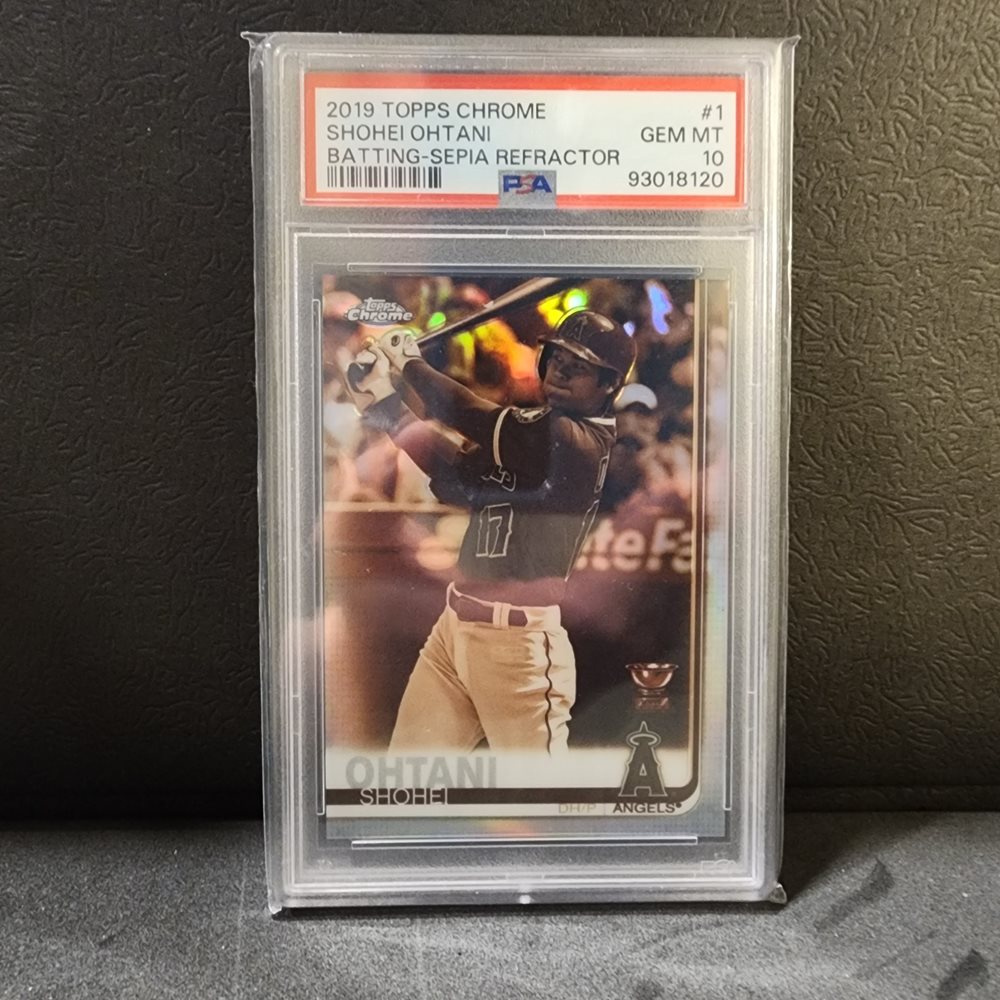 2019 TOPPS CHROME #1
SHOHEI OHTANI GEM MT
BATTING-SEPIA REFRACTOR 10
PSA 93018120
Topps
Chrome
A
17
teFa
OHTANI
SHOHEI
A
DH/P ANGELS